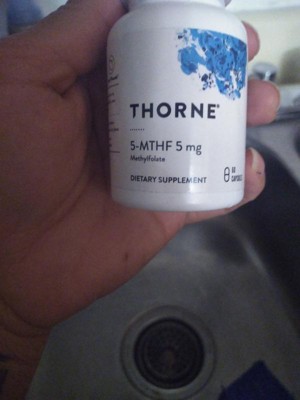 THORNE®
5-MTHF 5 mg
Methylfolate
DIETARY SUPPLEMENT
60
CAPSULES